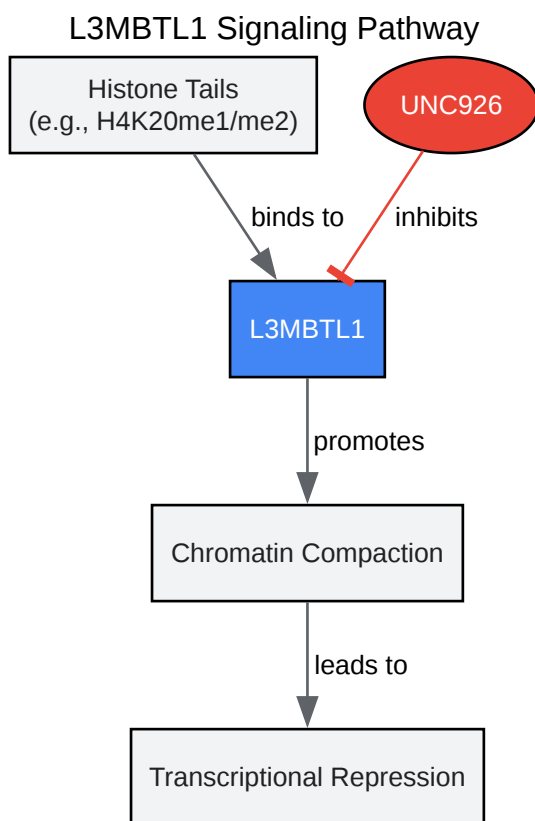 L3MBTL1 Signaling Pathway
Histone Tails
(e.g., H4K20me1/me2)
UNC926
binds to
inhibits
L3MBTL1
promotes
Chromatin Compaction
leads to
Transcriptional Repression